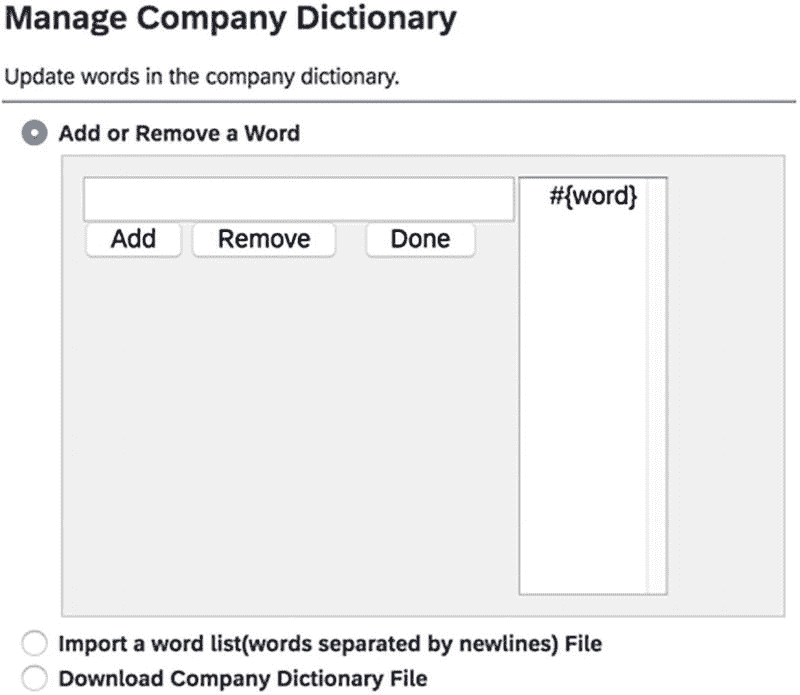 Manage Company Dictionary
Update words in the company dictionary.
Add or Remove a Word
#{word}
Add Remove Done
Import a word list(words separated by newlines) File
Download Company Dictionary File